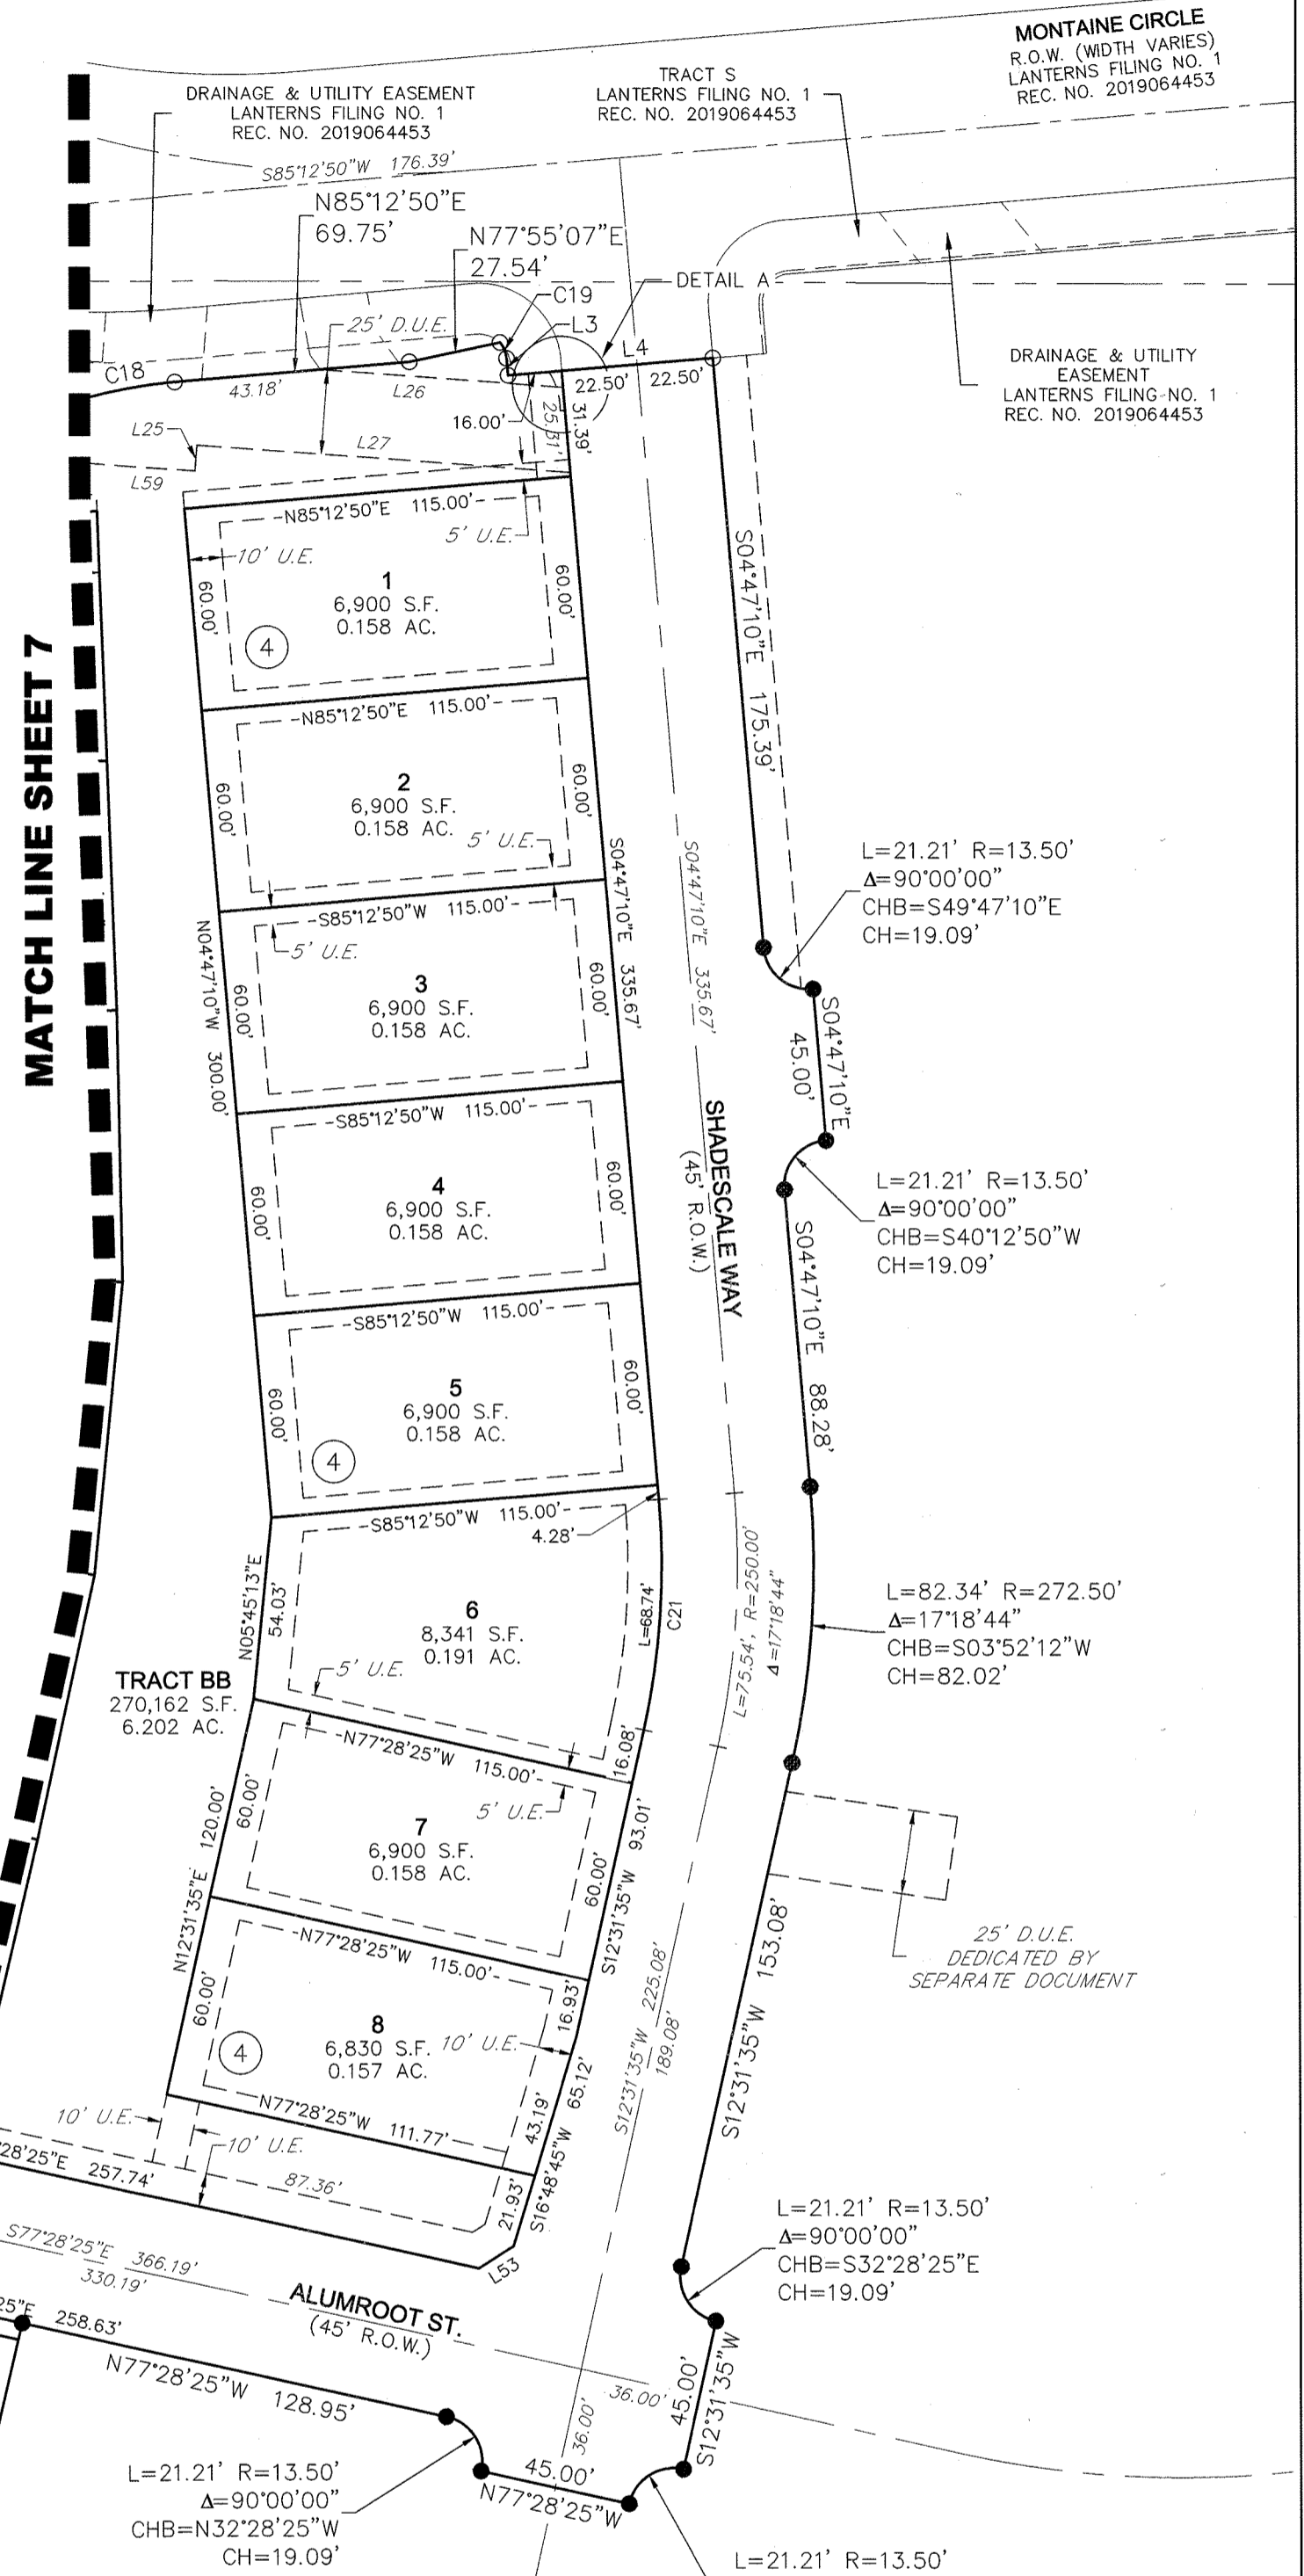 MONTAINE CIRCLE
R.O.W. (WIDTH VARIES)
LANTERNS FILING NO. 1
REC. NO. 2019064453
TRACT S
LANTERNS FILING NO. 1
REC. NO. 2019064453
DRAINAGE & UTILITY EASEMENT
LANTERNS FILING NO. 1
REC. NO. 2019064453
S85°12'50"W 176.39'
N85°12'50"E
69.75'
N77°55'07"E
27.54'
DETAIL A
C19
L3
25' D.U.E.
L4
C18
43.18'
L26
22.50' 22.50'
16.00'
25.31'
31.39'
DRAINAGE & UTILITY
EASEMENT
LANTERNS FILING NO. 1
REC. NO. 2019064453
L25
L27
L59
N85°12'50"E 115.00'
5' U.E.
10' U.E.
60.00'
1
6,900 S.F.
0.158 AC.
60.00'
4
S04°47'10"E 175.39'
MATCH LINE SHEET 7
N85°12'50"E 115.00'
60.00'
2
6,900 S.F.
0.158 AC.
60.00'
5' U.E.
S04°47'10"E 335.67'
S04°47'10"E 335.67'
L=21.21' R=13.50'
Δ=90°00'00"
CHB=S49°47'10"E
CH=19.09'
S85°12'50"W 115.00'
5' U.E.
N04°47'10"W 300.00'
60.00'
3
6,900 S.F.
0.158 AC.
60.00'
S04°47'10"E
45.00'
S85°12'50"W 115.00'
SHADESCALE WAY
(45' R.O.W.)
60.00'
4
6,900 S.F.
0.158 AC.
60.00'
L=21.21' R=13.50'
Δ=90°00'00"
CHB=S40°12'50"W
CH=19.09'
S04°47'10"E 88.28'
S85°12'50"W 115.00'
60.00'
5
6,900 S.F.
0.158 AC.
60.00'
4
S85°12'50"W 115.00'
4.28'
N05°45'13"E
54.03'
6
8,341 S.F.
0.191 AC.
L=68.74'
C21
L=75.54', R=250.00'
Δ=17°18'44"
L=82.34' R=272.50'
Δ=17°18'44"
CHB=S03°52'12"W
CH=82.02'
5' U.E.
TRACT BB
270,162 S.F.
6.202 AC.
N77°28'25"W 115.00'
16.08'
5' U.E.
N12°31'35"E 120.00'
60.00'
7
6,900 S.F.
0.158 AC.
60.00'
S12°31'35"W 93.01'
25' D.U.E.
DEDICATED BY
SEPARATE DOCUMENT
N77°28'25"W 115.00'
60.00'
8
6,830 S.F.
0.157 AC.
4
10' U.E.
16.93'
S12°31'35"W 225.08'
189.08'
S12°31'35"W 153.08'
N77°28'25"W 111.77'
43.19'
S16°48'45"W 65.12'
10' U.E.
10' U.E.
28'25"E 257.74'
87.36'
21.93'
L53
L=21.21' R=13.50'
Δ=90°00'00"
CHB=S32°28'25"E
CH=19.09'
S77°28'25"E 366.19'
330.19'
ALUMROOT ST.
(45' R.O.W.)
25"E 258.63'
N77°28'25"W 128.95'
36.00'
36.00'
45.00'
S12°31'35"W
45.00'
N77°28'25"W
L=21.21' R=13.50'
Δ=90°00'00"
CHB=N32°28'25"W
CH=19.09'
L=21.21' R=13.50'